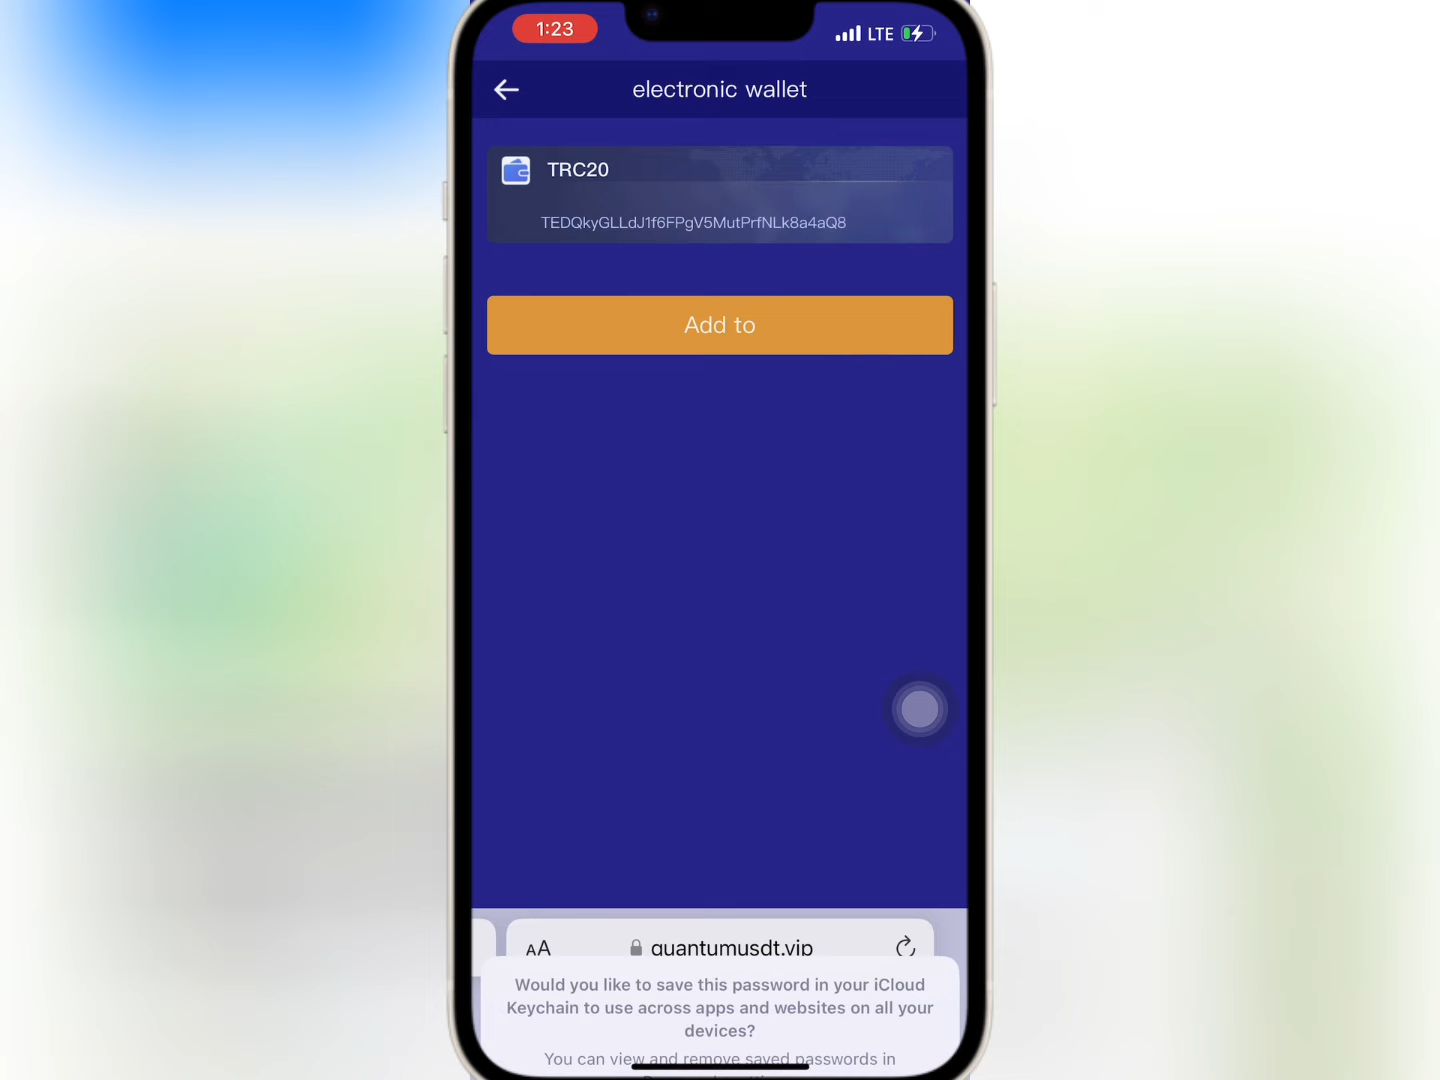 1:23
LTE
electronic wallet
TRC20
TEDQkyGLLdJ1f6FPgV5MutPrfNLk8a4aQ8
Add to
AA
quantumusdt.vip
Would you like to save this password in your iCloud
Keychain to use across apps and websites on all your
devices?
You can view and remove saved passwords in